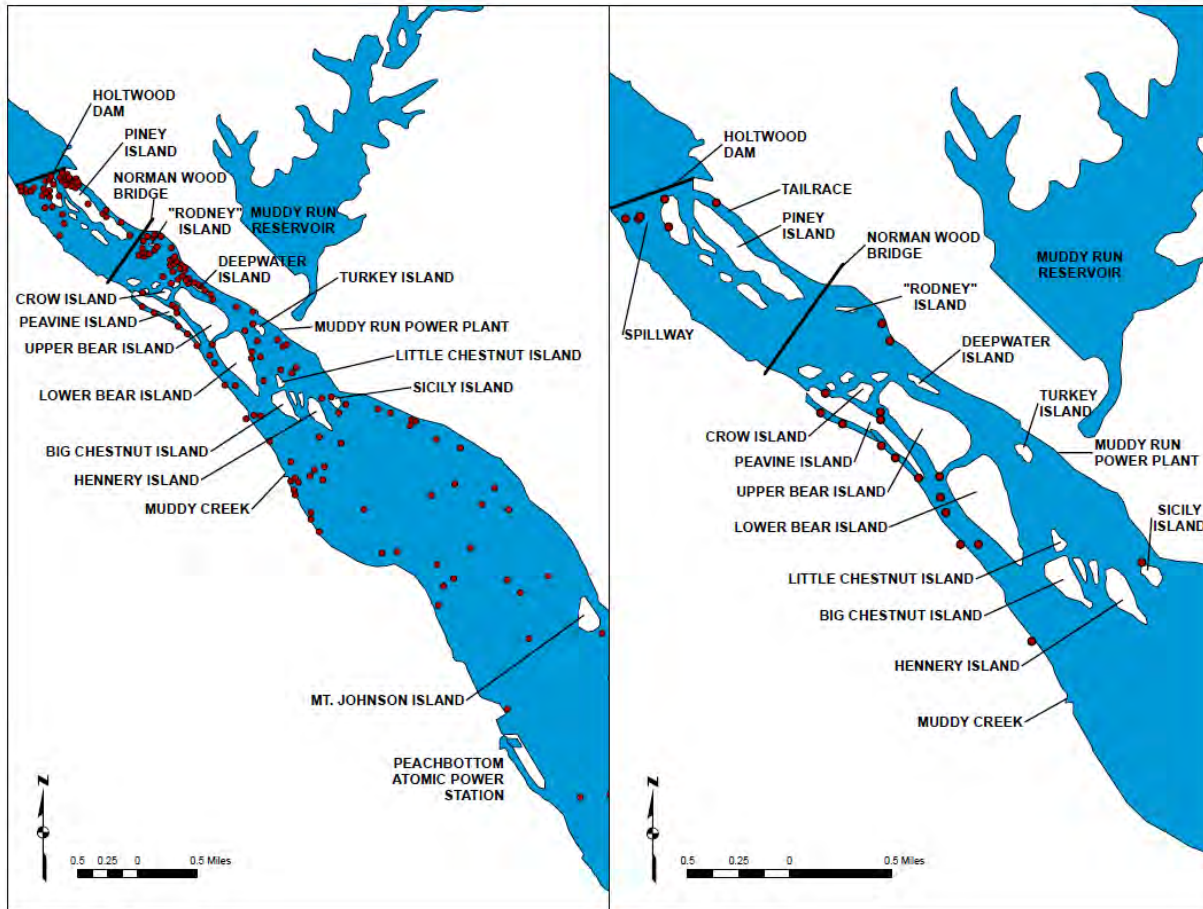 HOLTWOOD
DAM
PINEY
ISLAND
NORMAN WOOD
BRIDGE
"RODNEY"
ISLAND
MUDDY RUN
RESERVOIR
DEEPWATER
ISLAND
TURKEY ISLAND
CROW ISLAND
PEAVINE ISLAND
MUDDY RUN POWER PLANT
UPPER BEAR ISLAND
LITTLE CHESTNUT ISLAND
LOWER BEAR ISLAND
SICILY ISLAND
BIG CHESTNUT ISLAND
HENNERY ISLAND
MUDDY CREEK
MT. JOHNSON ISLAND
PEACHBOTTOM
ATOMIC POWER
STATION
N
0.5 0.25 0 0.5 Miles
HOLTWOOD
DAM
TAILRACE
PINEY
ISLAND
NORMAN WOOD
BRIDGE
MUDDY RUN
RESERVOIR
"RODNEY"
ISLAND
SPILLWAY
DEEPWATER
ISLAND
TURKEY
ISLAND
CROW ISLAND
PEAVINE ISLAND
MUDDY RUN
POWER PLANT
UPPER BEAR ISLAND
LOWER BEAR ISLAND
SICILY
ISLAND
LITTLE CHESTNUT ISLAND
BIG CHESTNUT ISLAND
HENNERY ISLAND
MUDDY CREEK
N
0.5 0.25 0 0.5 Miles